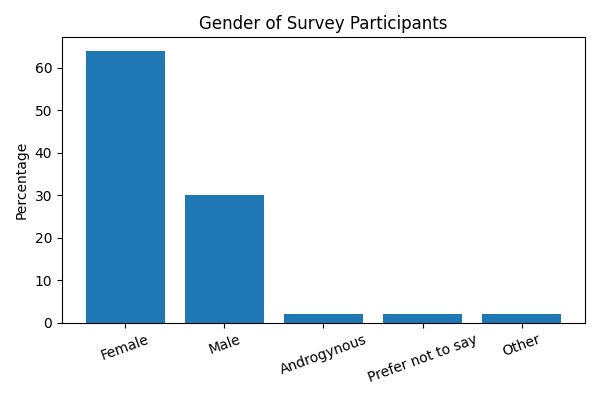 Gender of Survey Participants
Percentage
60
50
40
30
20
10
0
Female
Male
Androgynous
Prefer not to say
Other